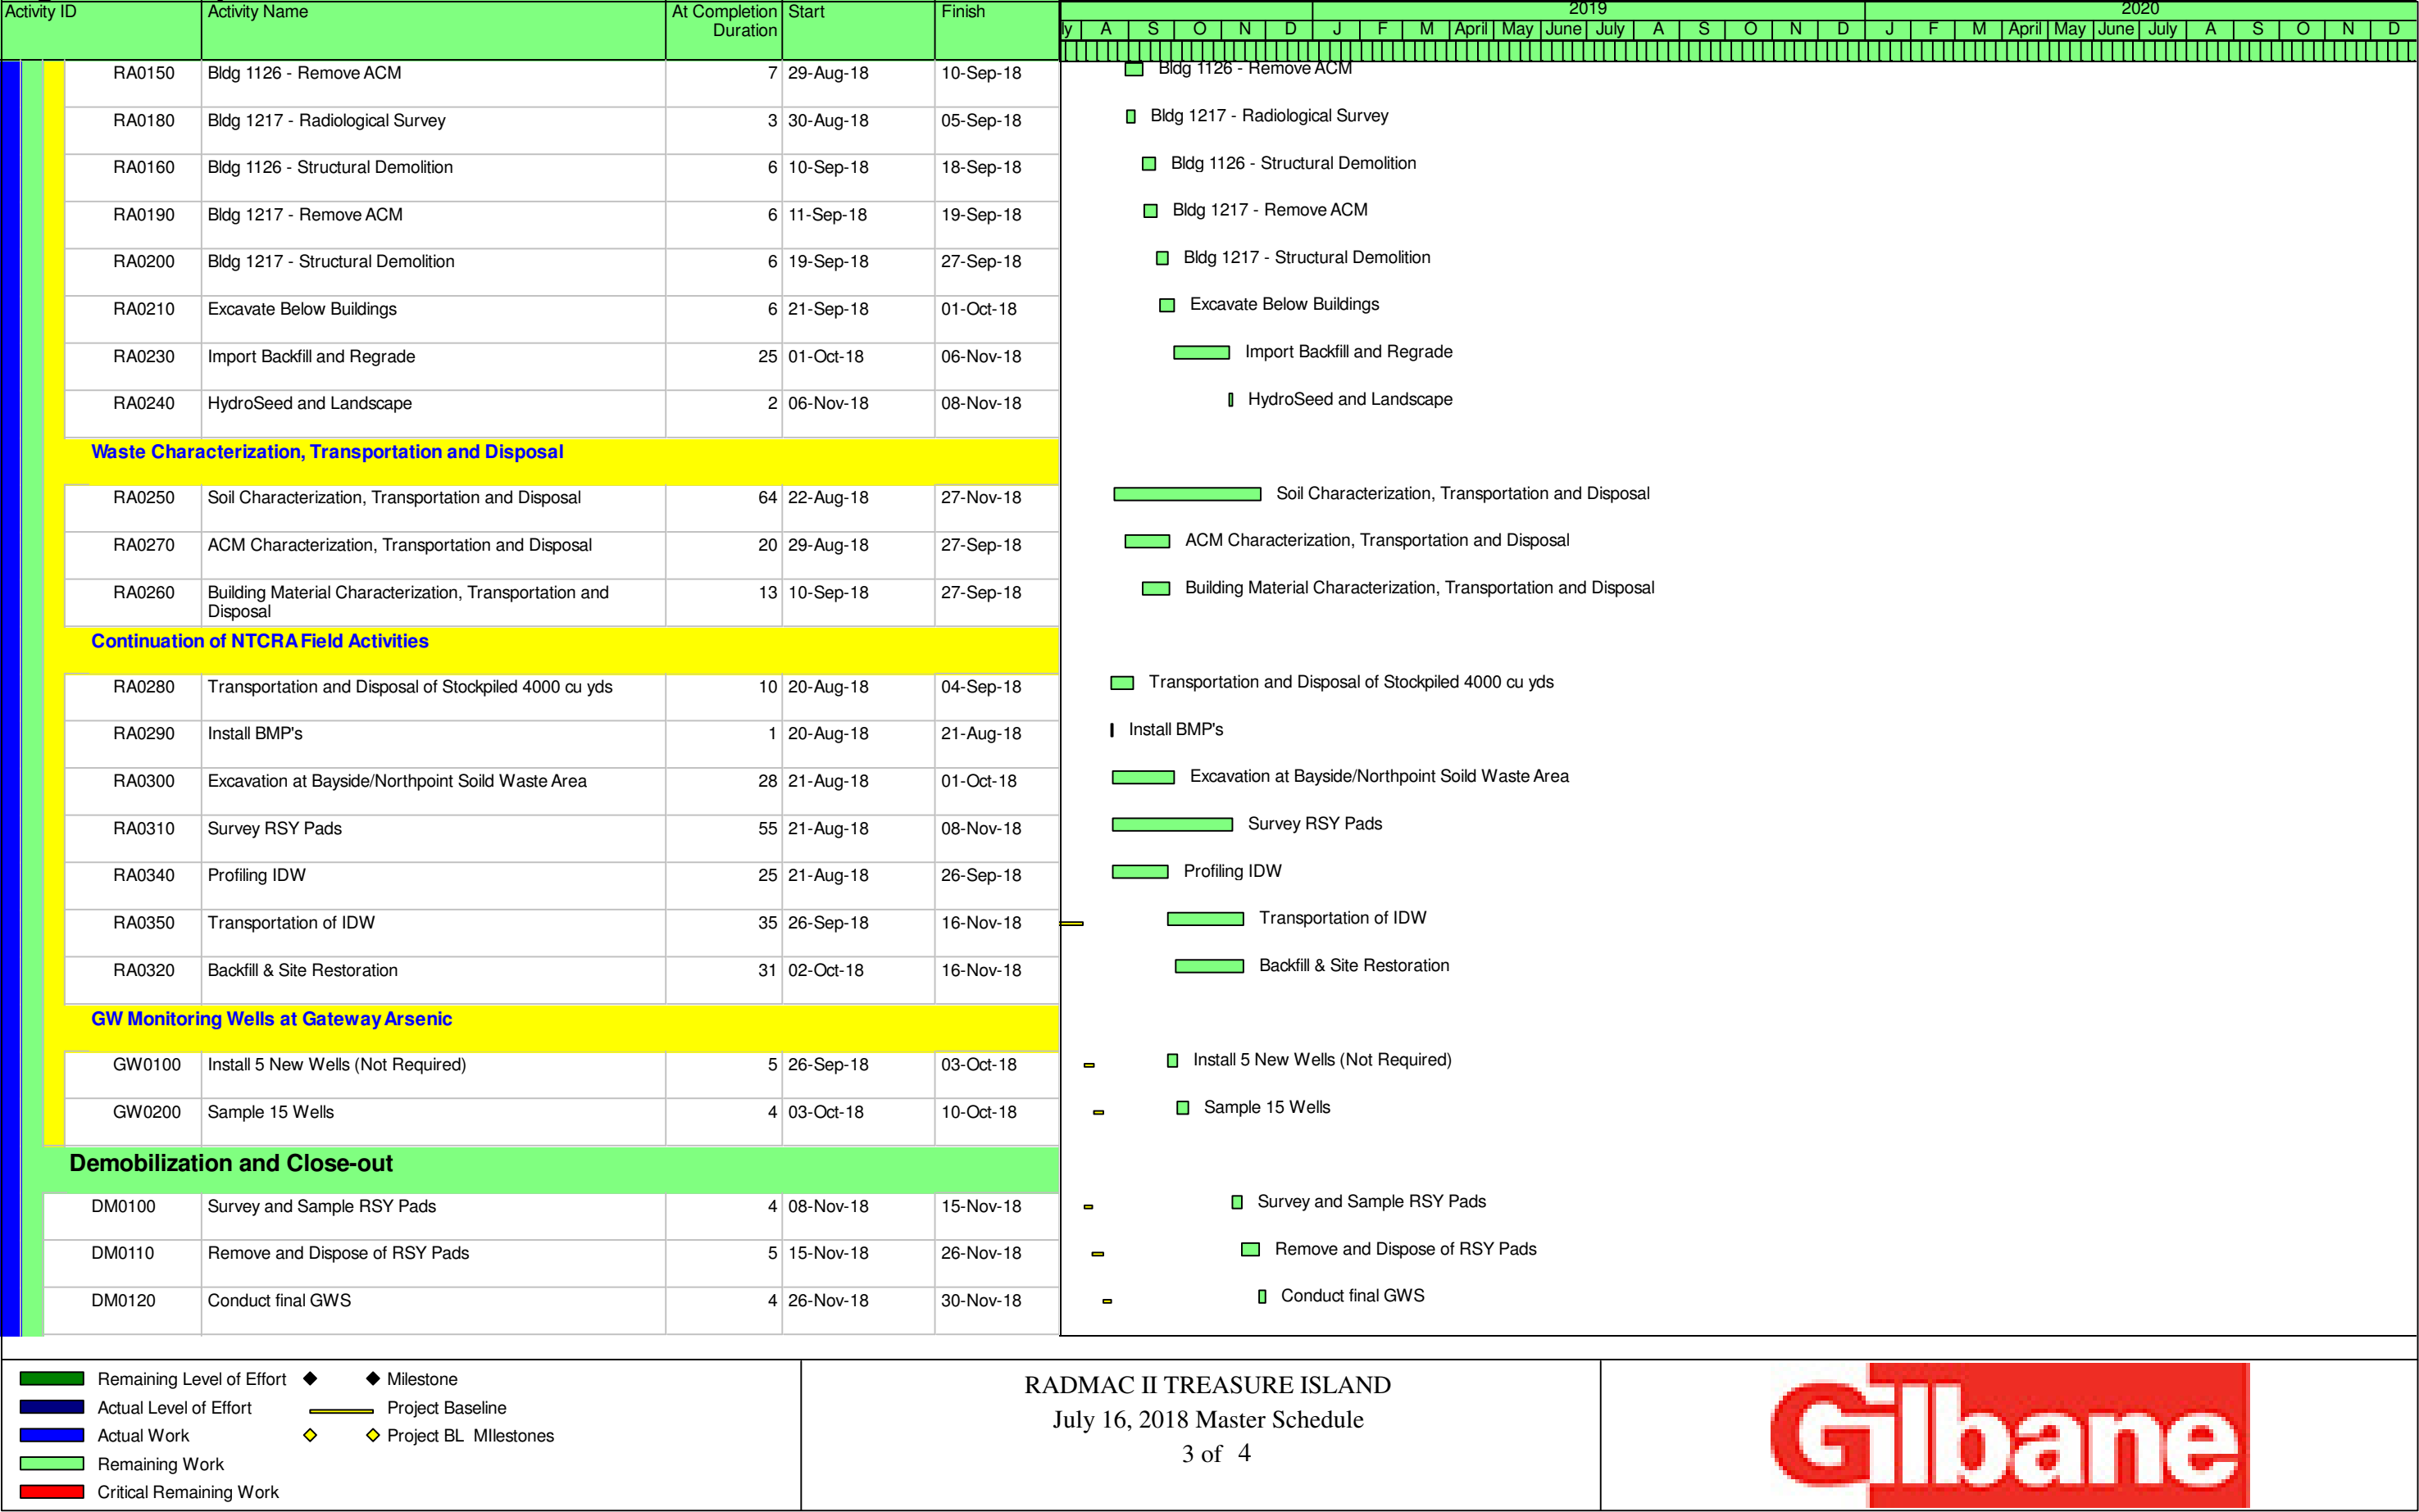 Activity ID Activity Name At Completion Start Finish 2019 2020
Duration ly A S O N D J F M April May June July A S O N D J F M April May June July A S O N D
RA0150 Bldg 1126 - Remove ACM 7 29-Aug-18 10-Sep-18 Bldg 1126 - Remove ACM
RA0180 Bldg 1217 - Radiological Survey 3 30-Aug-18 05-Sep-18 Bldg 1217 - Radiological Survey
RA0160 Bldg 1126 - Structural Demolition 6 10-Sep-18 18-Sep-18 Bldg 1126 - Structural Demolition
RA0190 Bldg 1217 - Remove ACM 6 11-Sep-18 19-Sep-18 Bldg 1217 - Remove ACM
RA0200 Bldg 1217 - Structural Demolition 6 19-Sep-18 27-Sep-18 Bldg 1217 - Structural Demolition
RA0210 Excavate Below Buildings 6 21-Sep-18 01-Oct-18 Excavate Below Buildings
RA0230 Import Backfill and Regrade 25 01-Oct-18 06-Nov-18 Import Backfill and Regrade
RA0240 HydroSeed and Landscape 2 06-Nov-18 08-Nov-18 HydroSeed and Landscape
Waste Characterization, Transportation and Disposal
RA0250 Soil Characterization, Transportation and Disposal 64 22-Aug-18 27-Nov-18 Soil Characterization, Transportation and Disposal
RA0270 ACM Characterization, Transportation and Disposal 20 29-Aug-18 27-Sep-18 ACM Characterization, Transportation and Disposal
RA0260 Building Material Characterization, Transportation and 13 10-Sep-18 27-Sep-18 Building Material Characterization, Transportation and Disposal
Disposal
Continuation of NTCRA Field Activities
RA0280 Transportation and Disposal of Stockpiled 4000 cu yds 10 20-Aug-18 04-Sep-18 Transportation and Disposal of Stockpiled 4000 cu yds
RA0290 Install BMP's 1 20-Aug-18 21-Aug-18 Install BMP's
RA0300 Excavation at Bayside/Northpoint Soild Waste Area 28 21-Aug-18 01-Oct-18 Excavation at Bayside/Northpoint Soild Waste Area
RA0310 Survey RSY Pads 55 21-Aug-18 08-Nov-18 Survey RSY Pads
RA0340 Profiling IDW 25 21-Aug-18 26-Sep-18 Profiling IDW
RA0350 Transportation of IDW 35 26-Sep-18 16-Nov-18 Transportation of IDW
RA0320 Backfill & Site Restoration 31 02-Oct-18 16-Nov-18 Backfill & Site Restoration
GW Monitoring Wells at Gateway Arsenic
GW0100 Install 5 New Wells (Not Required) 5 26-Sep-18 03-Oct-18 Install 5 New Wells (Not Required)
GW0200 Sample 15 Wells 4 03-Oct-18 10-Oct-18 Sample 15 Wells
Demobilization and Close-out
DM0100 Survey and Sample RSY Pads 4 08-Nov-18 15-Nov-18 Survey and Sample RSY Pads
DM0110 Remove and Dispose of RSY Pads 5 15-Nov-18 26-Nov-18 Remove and Dispose of RSY Pads
DM0120 Conduct final GWS 4 26-Nov-18 30-Nov-18 Conduct final GWS
Remaining Level of Effort Milestone
Actual Level of Effort Project Baseline
Actual Work Project BL MIlestones
Remaining Work
Critical Remaining Work
RADMAC II TREASURE ISLAND
July 16, 2018 Master Schedule
3 of 4
Gilbane